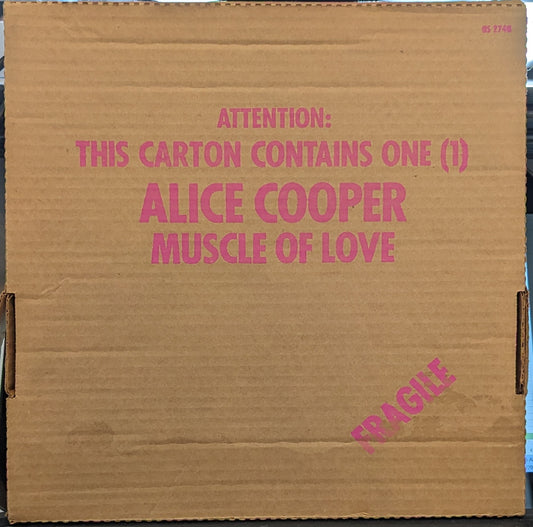 BS 2748
ATTENTION:
THIS CARTON CONTAINS ONE (1)
ALICE COOPER
MUSCLE OF LOVE
FRAGILE